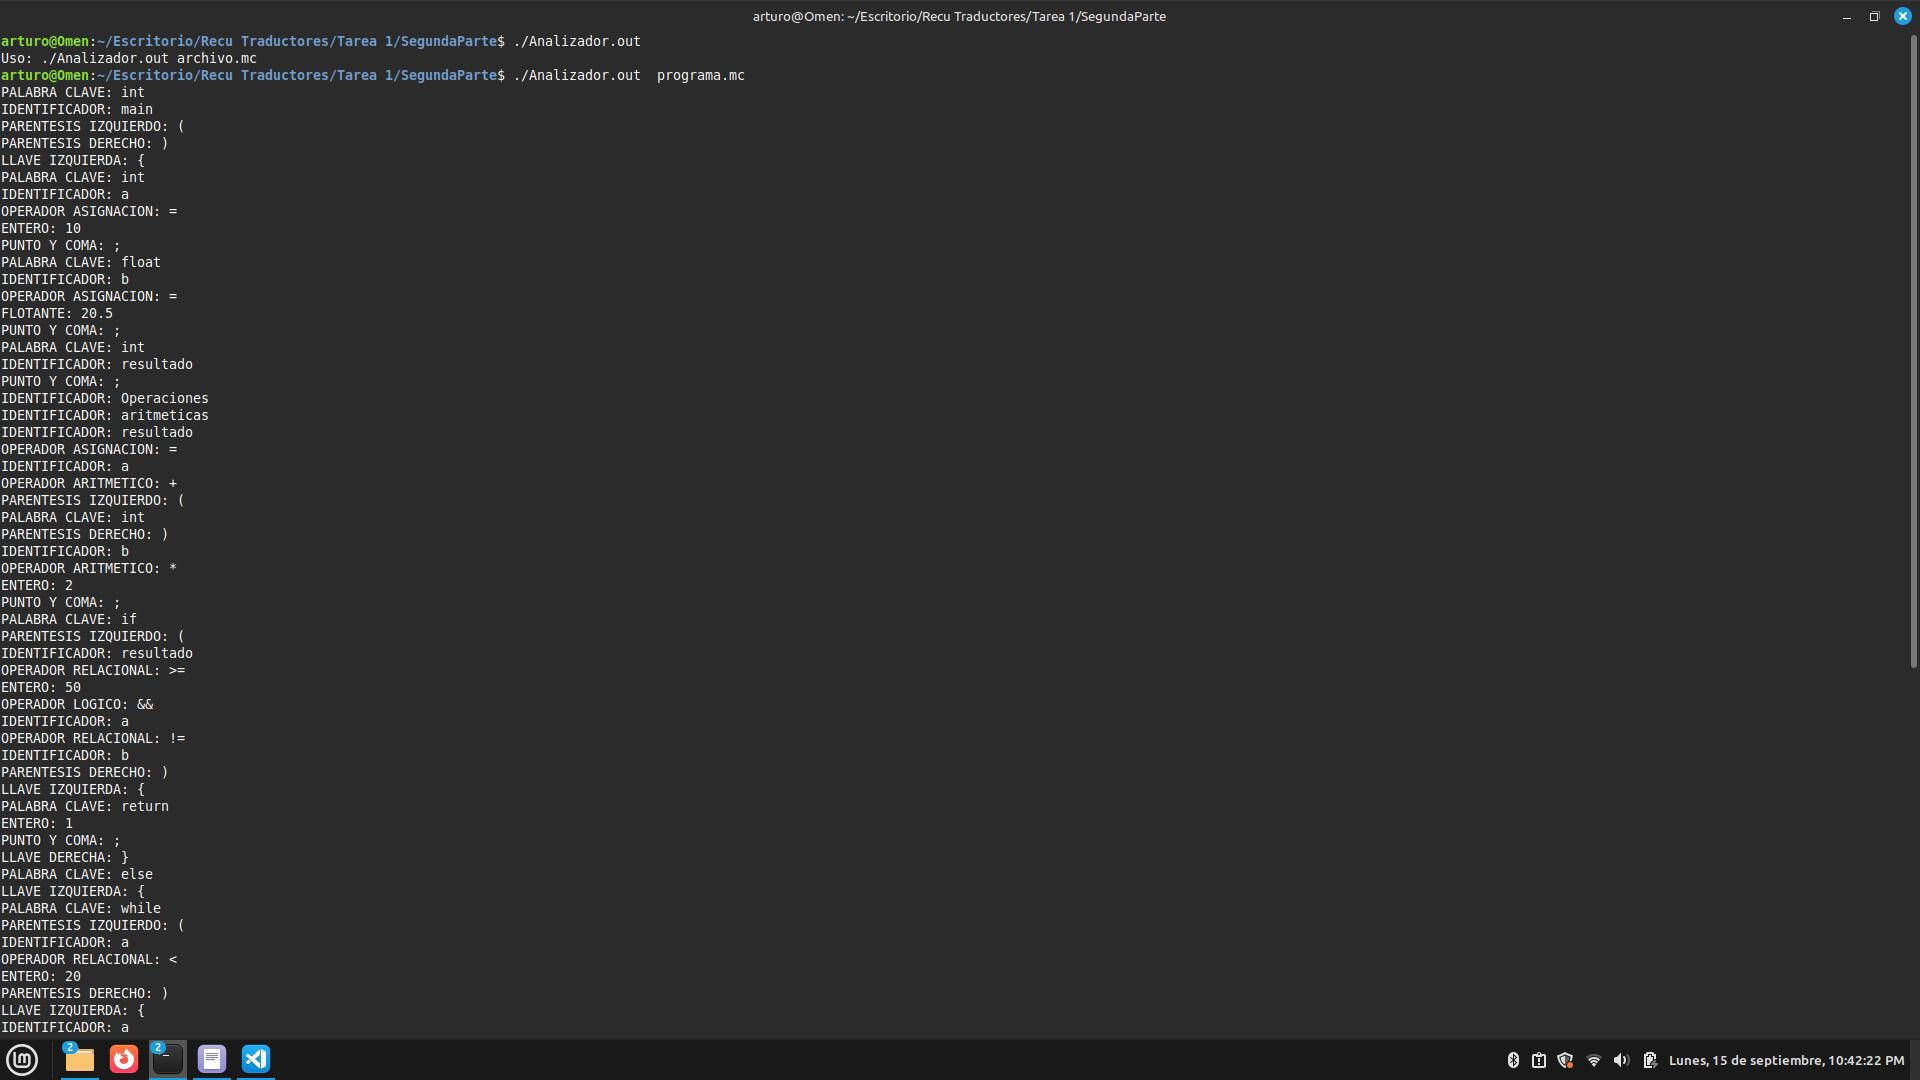 arturo@Omen: ~/Escritorio/Recu Traductores/Tarea 1/SegundaParte
arturo@Omen:~/Escritorio/Recu Traductores/Tarea 1/SegundaParte$ ./Analizador.out
Uso: ./Analizador.out archivo.mc
arturo@Omen:~/Escritorio/Recu Traductores/Tarea 1/SegundaParte$ ./Analizador.out  programa.mc
PALABRA CLAVE: int
IDENTIFICADOR: main
PARENTESIS IZQUIERDO: (
PARENTESIS DERECHO: )
LLAVE IZQUIERDA: {
PALABRA CLAVE: int
IDENTIFICADOR: a
OPERADOR ASIGNACION: =
ENTERO: 10
PUNTO Y COMA: ;
PALABRA CLAVE: float
IDENTIFICADOR: b
OPERADOR ASIGNACION: =
FLOTANTE: 20.5
PUNTO Y COMA: ;
PALABRA CLAVE: int
IDENTIFICADOR: resultado
PUNTO Y COMA: ;
IDENTIFICADOR: Operaciones
IDENTIFICADOR: aritmeticas
IDENTIFICADOR: resultado
OPERADOR ASIGNACION: =
IDENTIFICADOR: a
OPERADOR ARITMETICO: +
PARENTESIS IZQUIERDO: (
PALABRA CLAVE: int
PARENTESIS DERECHO: )
IDENTIFICADOR: b
OPERADOR ARITMETICO: *
ENTERO: 2
PUNTO Y COMA: ;
PALABRA CLAVE: if
PARENTESIS IZQUIERDO: (
IDENTIFICADOR: resultado
OPERADOR RELACIONAL: >=
ENTERO: 50
OPERADOR LOGICO: &&
IDENTIFICADOR: a
OPERADOR RELACIONAL: !=
IDENTIFICADOR: b
PARENTESIS DERECHO: )
LLAVE IZQUIERDA: {
PALABRA CLAVE: return
ENTERO: 1
PUNTO Y COMA: ;
LLAVE DERECHA: }
PALABRA CLAVE: else
LLAVE IZQUIERDA: {
PALABRA CLAVE: while
PARENTESIS IZQUIERDO: (
IDENTIFICADOR: a
OPERADOR RELACIONAL: <
ENTERO: 20
PARENTESIS DERECHO: )
LLAVE IZQUIERDA: {
IDENTIFICADOR: a
2
2
Lunes, 15 de septiembre, 10:42:22 PM